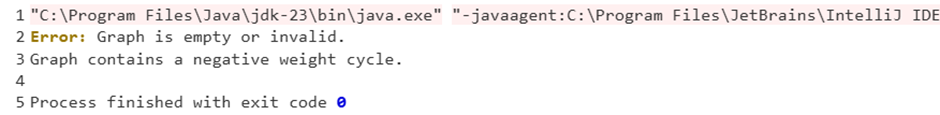 1 "C:\Program Files\Java\jdk-23\bin\java.exe" "-javaagent:C:\Program Files\JetBrains\IntelliJ IDE
2 Error: Graph is empty or invalid.
3 Graph contains a negative weight cycle.
4
5 Process finished with exit code 0